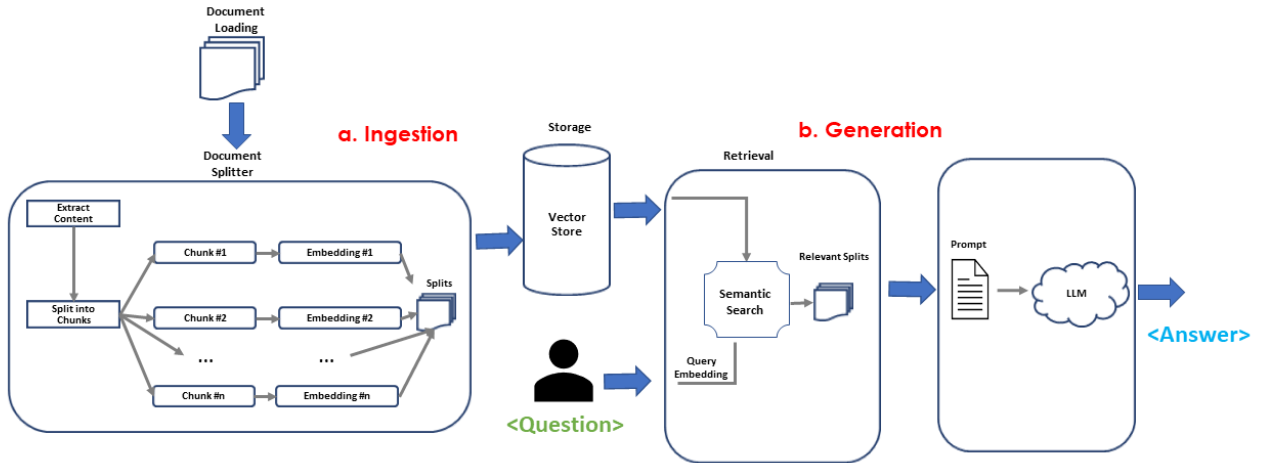 Document
Loading
a. Ingestion
Document
Splitter
Extract
Content
Split into
Chunks
Chunk #1
Embedding #1
Chunk #2
Embedding #2
...
...
Chunk #n
Embedding #n
Splits
Storage
Vector
Store
<Question>
b. Generation
Retrieval
Semantic
Search
Query
Embedding
Relevant Splits
Prompt
LLM
<Answer>